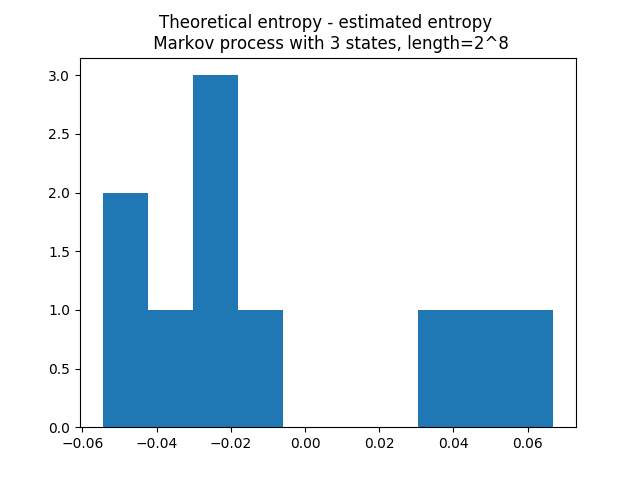 Theoretical entropy - estimated entropy
Markov process with 3 states, length=2^8
3.0
2.5
2.0
1.5
1.0
0.5
0.0
−0.06 −0.04 −0.02 0.00 0.02 0.04 0.06